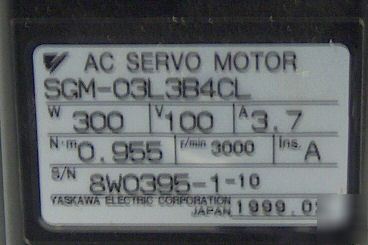 AC SERVO MOTOR
SGM-03L3B4CL
W 300 V 100 A 3.7
N·m 0.955 r/min 3000 Ins. A
S/N 8W0395-1-10
YASKAWA ELECTRIC CORPORATION
JAPAN 1999.0